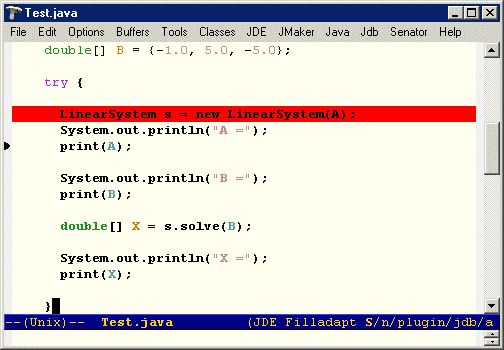 Test.java
File Edit Options Buffers Tools Classes JDE JMaker Java Jdb Senator Help
double[] B = {-1.0, 5.0, -5.0};
try {
LinearSystem s = new LinearSystem(A);
System.out.println("A =");
print(A);
System.out.println("B =");
print(B);
double[] X = s.solve(B);
System.out.println("X =");
print(X);
}
--(Unix)-- Test.java (JDE Filladapt S/n/plugin/jdb/a